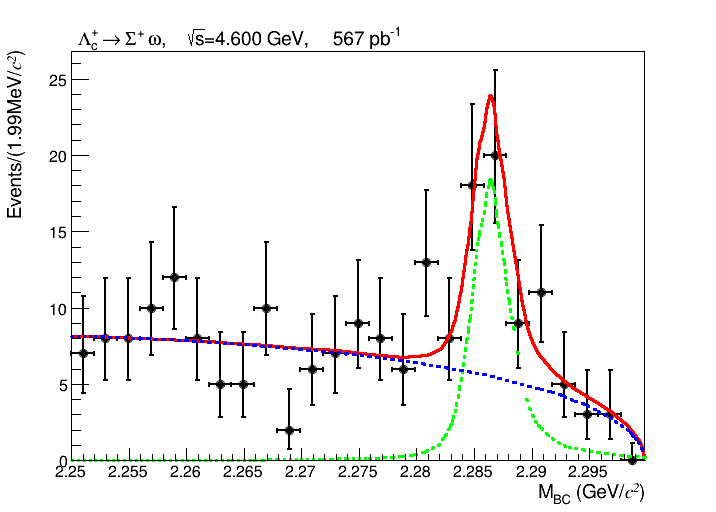 Λc+ → Σ+ ω, √s=4.600 GeV, 567 pb-1
Events/(1.99MeV/c2)
25
20
15
10
5
0
2.25 2.255 2.26 2.265 2.27 2.275 2.28 2.285 2.29 2.295
MBC (GeV/c2)